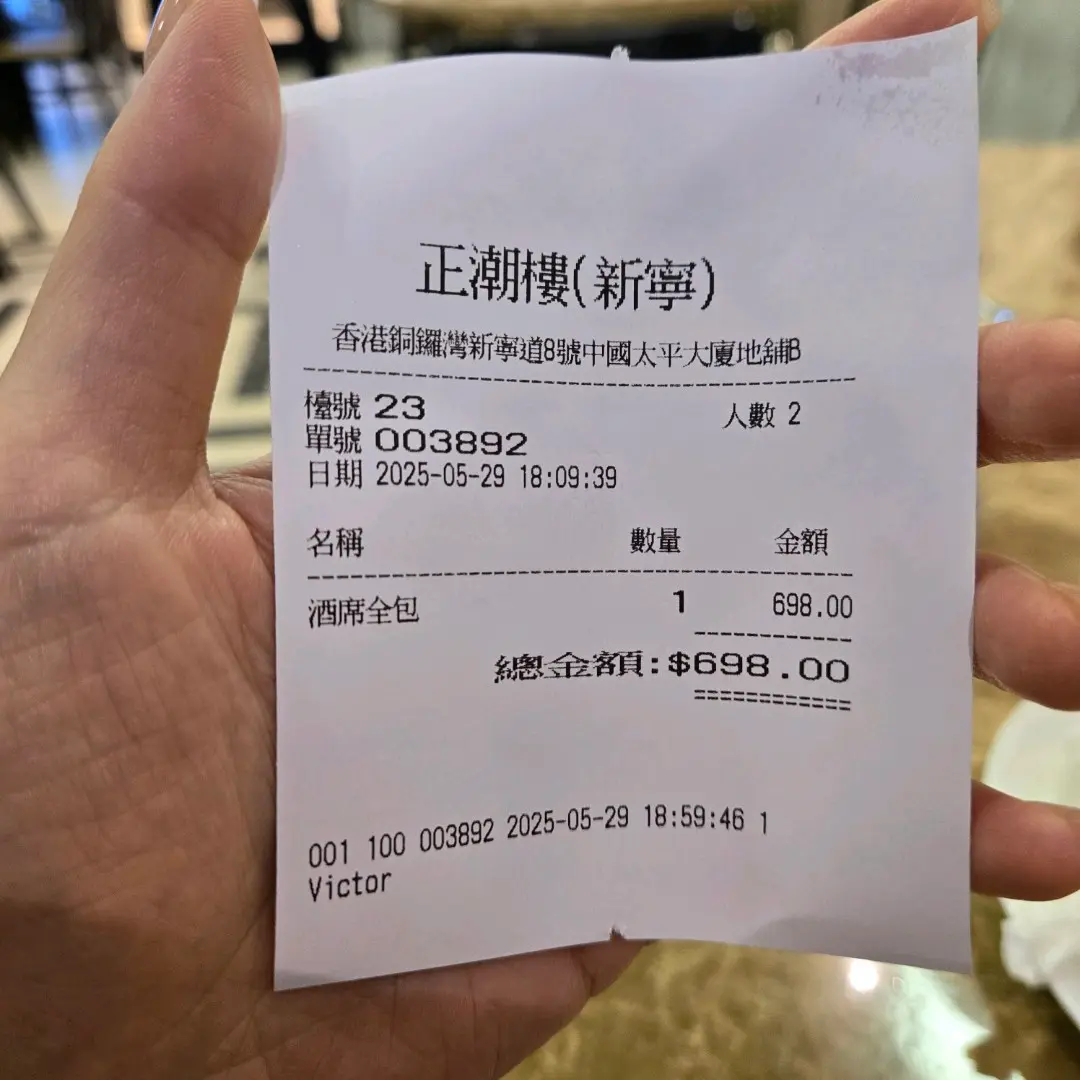 正潮樓(新寧)
香港銅鑼灣新寧道8號中國太平大廈地舖B
檯號 23 人數 2
單號 003892
日期 2025-05-29 18:09:39
名稱 數量 金額
酒席全包 1 698.00
總金額:$698.00
001 100 003892 2025-05-29 18:59:46 1
Victor